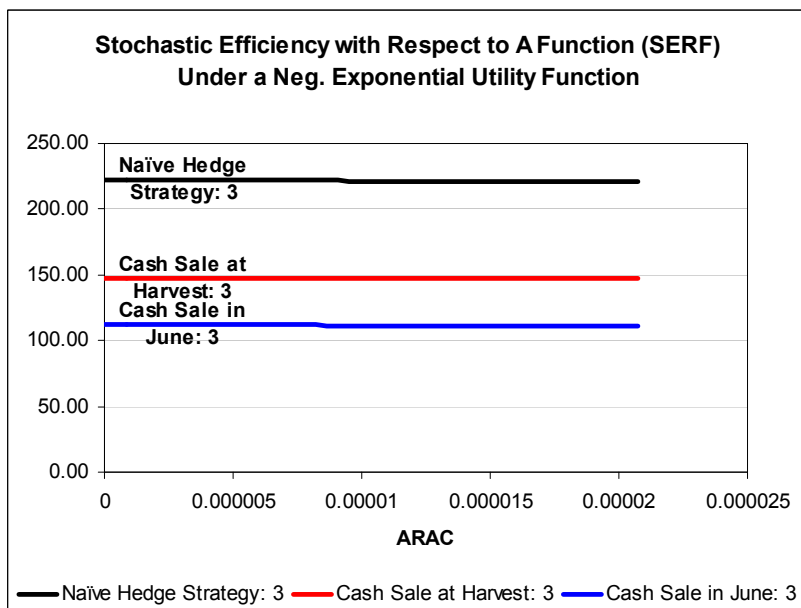 Stochastic Efficiency with Respect to A Function (SERF)
Under a Neg. Exponential Utility Function
250.00
Naïve Hedge
Strategy: 3
200.00
150.00
Cash Sale at
Harvest: 3
Cash Sale in
June: 3
100.00
50.00
0.00
0 0.000005 0.00001 0.000015 0.00002 0.000025
ARAC
Naïve Hedge Strategy: 3 Cash Sale at Harvest: 3 Cash Sale in June: 3